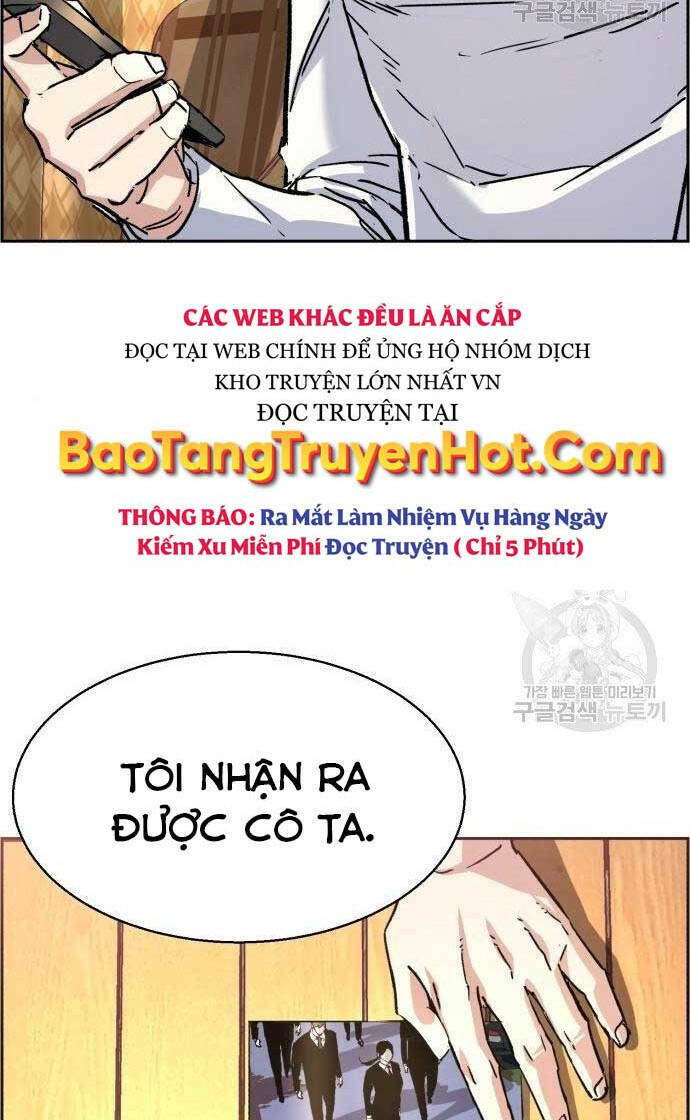 구글검색 뉴토끼
CÁC WEB KHÁC ĐỀU LÀ ĂN CẮP
ĐỌC TẠI WEB CHÍNH ĐỂ ỦNG HỘ NHÓM DỊCH
KHO TRUYỆN LỚN NHẤT VN
ĐỌC TRUYỆN TẠI
BaoTangTruyenHot.Com
THÔNG BÁO: Ra Mắt Làm Nhiệm Vụ Hàng Ngày
Kiếm Xu Miễn Phí Đọc Truyện ( Chỉ 5 Phút)
가장 빠른 웹툰 미리보기
구글검색 뉴토끼
TÔI NHẬN RA
ĐƯỢC CÔ TA.